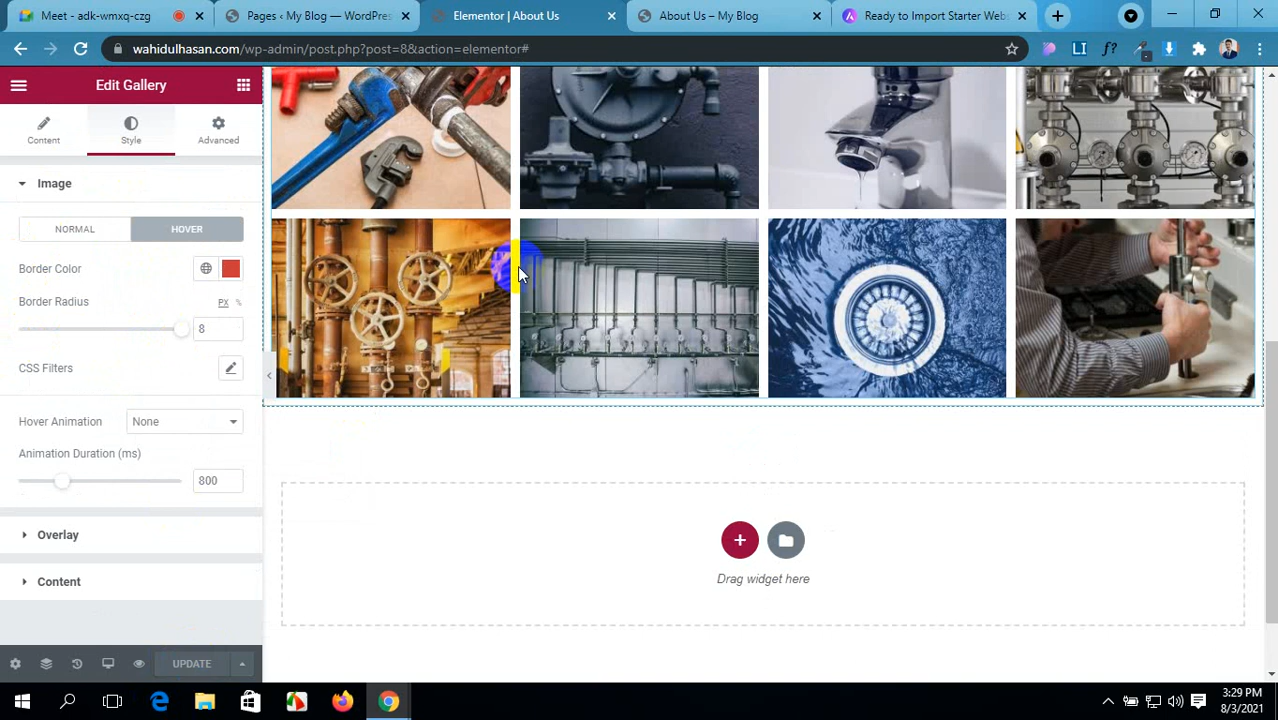 Meet - adk-wmxq-czg
Pages ‹ My Blog — WordPres
Elementor | About Us
About Us – My Blog
Ready to Import Starter Webs
wahidulhasan.com/wp-admin/post.php?post=8&action=elementor#
LI
f?
Edit Gallery
Content
Style
Advanced
Image
NORMAL
HOVER
Border Color
Border Radius
PX %
8
CSS Filters
Hover Animation
None
Animation Duration (ms)
800
Overlay
Content
UPDATE
Drag widget here
3:29 PM
8/3/2021